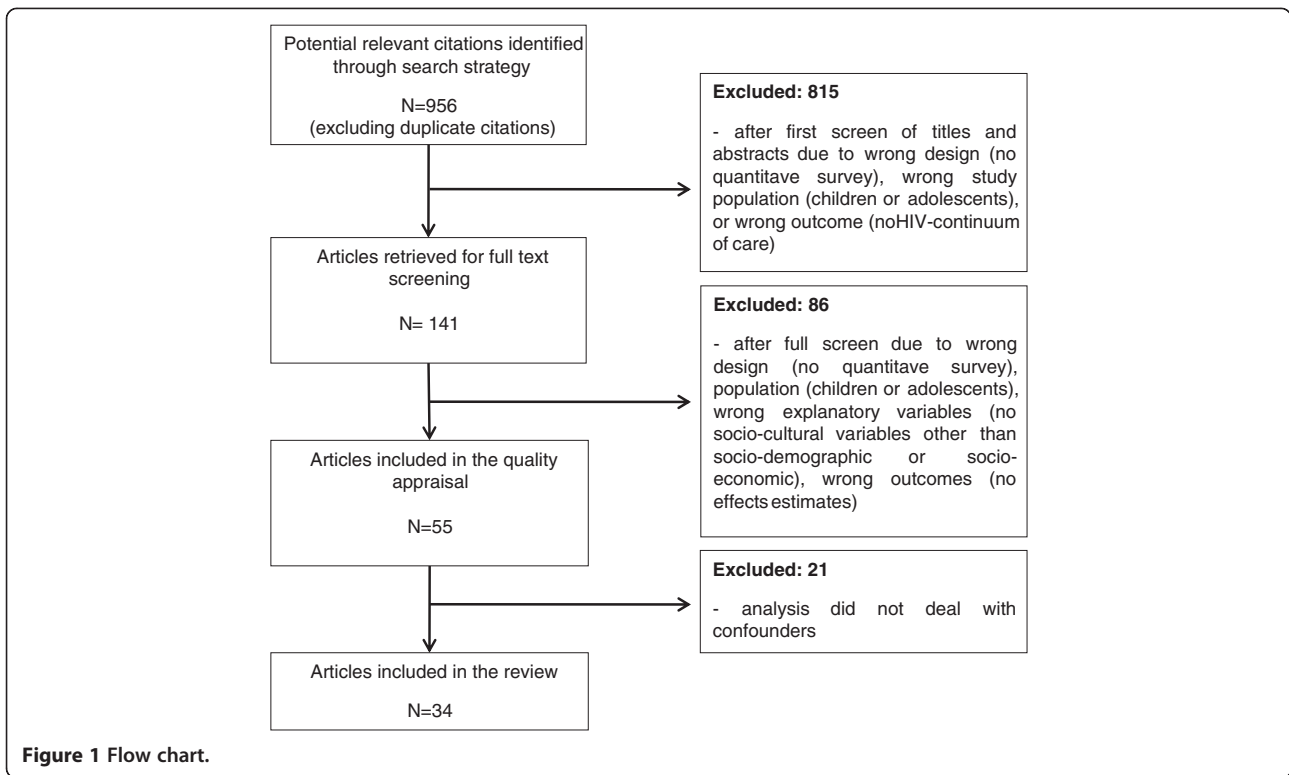 Potential relevant citations identified
through search strategy
N=956
(excluding duplicate citations)
Excluded: 815
- after first screen of titles and
abstracts due to wrong design (no
quantitave survey), wrong study
population (children or adolescents),
or wrong outcome (noHIV-continuum
of care)
Articles retrieved for full text
screening
N= 141
Excluded: 86
- after full screen due to wrong
design (no quantitave survey),
population (children or adolescents),
wrong explanatory variables (no
socio-cultural variables other than
socio-demographic or socio-
economic), wrong outcomes (no
effects estimates)
Articles included in the quality
appraisal
N=55
Excluded: 21
- analysis did not deal with
confounders
Articles included in the review
N=34
Figure 1 Flow chart.